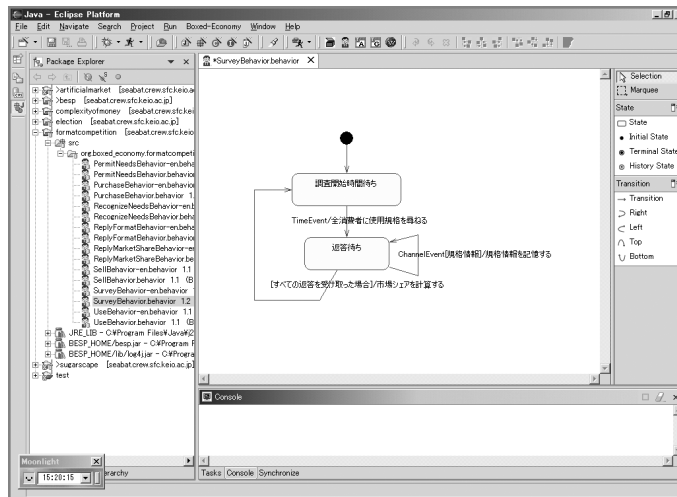 Java - Eclipse Platform
File Edit Navigate Search Project Run Boxed-Economy Window Help
Package Explorer
*SurveyBehavior.behavior
>artificialmarket [seabat.crew.sfc.keio.a
>besp [seabat.crew.sfc.keio.ac.jp]
complexityofmoney [seabat.crew.sfc.kei
election [seabat.crew.sfc.keio.ac.jp]
formatcompetition [seabat.crew.sfc.keio
src
org.boxed_economy.formatcompeti
PermitNeedsBehavior-en.beha
PermitNeedsBehavior.behavior
PurchaseBehavior-en.behavior
PurchaseBehavior.behavior 1.
RecognizeNeedsBehavior-en.b
RecognizeNeedsBehavior.beha
ReplyFormatBehavior-en.beha
ReplyFormatBehavior.behavior
ReplyMarketShareBehavior-e
ReplyMarketShareBehavior.be
SellBehavior-en.behavior 1.1
SellBehavior.behavior 1.1 (B
SurveyBehavior-en.behavior
SurveyBehavior.behavior 1.2
UseBehavior-en.behavior 1.1
UseBehavior.behavior 1.1 (B
JRE_LIB - C:¥Program Files¥Java¥j2
BESP_HOME/besp.jar - C:¥Program F
BESP_HOME/lib/log4j.jar - C:¥Progra
>sugarscape [seabat.crew.sfc.keio.ac.jp]
test
調査開始時間待ち
TimeEvent/全消費者に使用規格を尋ねる
返答待ち
ChannelEvent[規格情報]/規格情報を記憶する
[すべての返答を受け取った場合]/市場シェアを計算する
Selection
Marquee
State
State
Initial State
Terminal State
History State
Transition
Transition
Right
Left
Top
Bottom
Console
Tasks Console Synchronize
erarchy
Moonlight
15:28:15